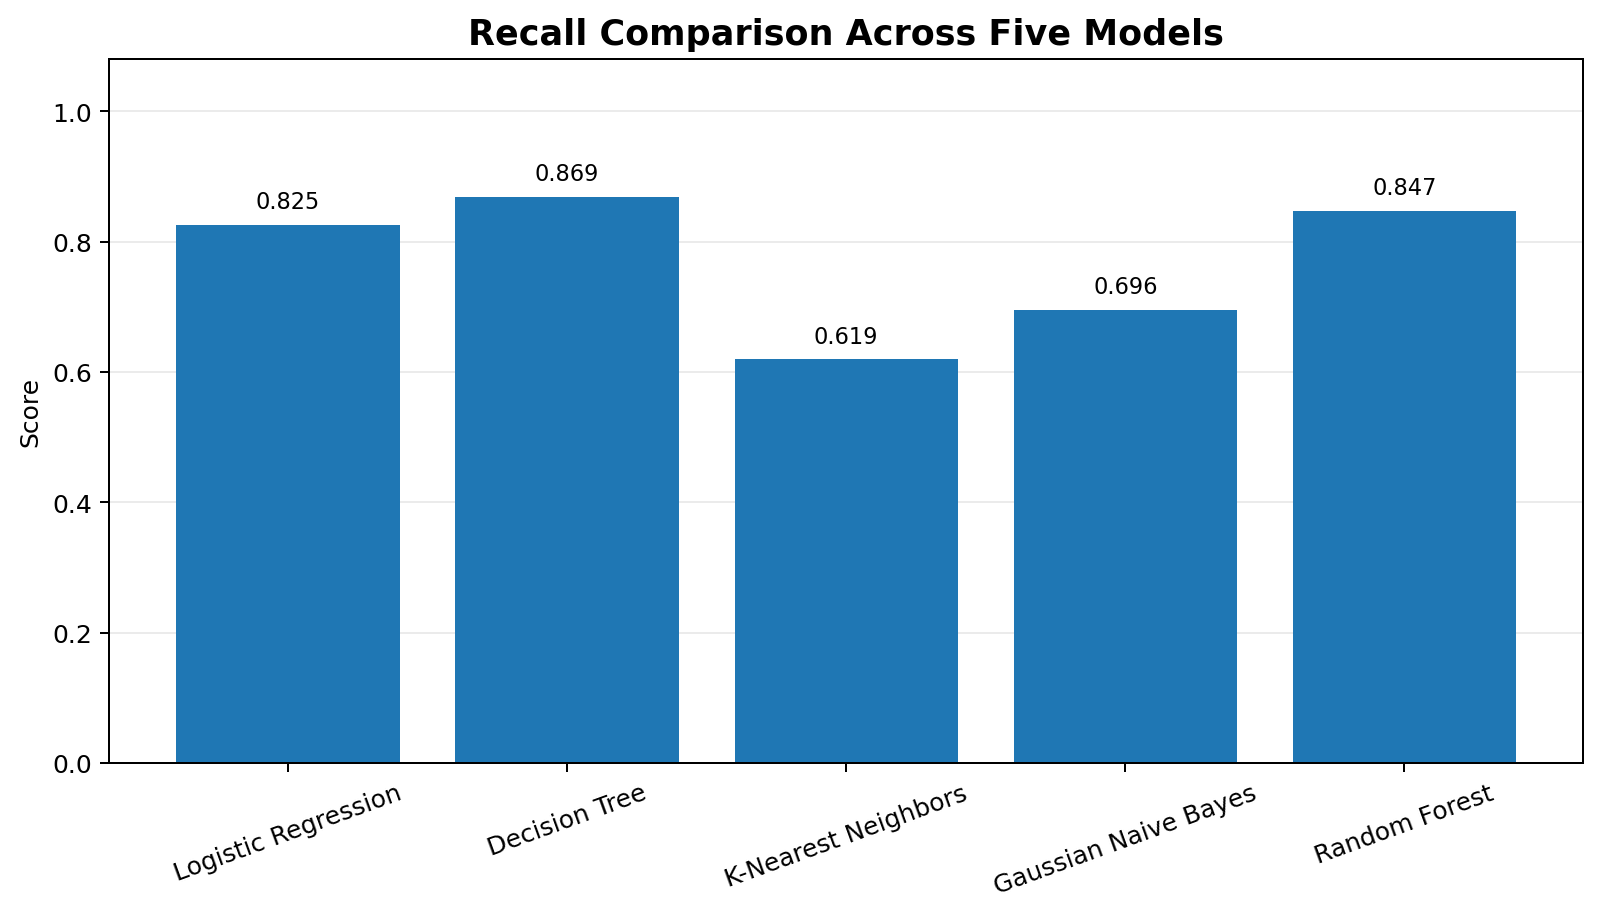 Recall Comparison Across Five Models
1.0
0.8
0.6
0.4
0.2
0.0
Score
0.825
0.869
0.619
0.696
0.847
Logistic Regression
Decision Tree
K-Nearest Neighbors
Gaussian Naive Bayes
Random Forest